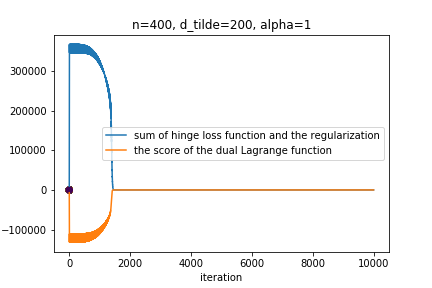 n=400, d_tilde=200, alpha=1
300000
200000
100000
0
−100000
sum of hinge loss function and the regularization
the score of the dual Lagrange function
0 2000 4000 6000 8000 10000
iteration